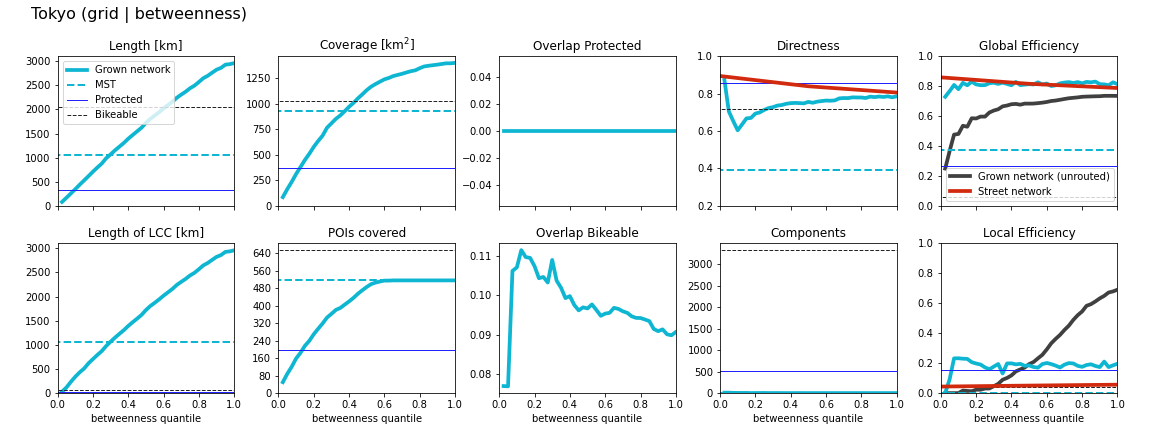 Tokyo (grid | betweenness)
Length [km]
3000
2500
2000
1500
1000
500
0
Grown network
MST
Protected
Bikeable
Coverage [km²]
1250
1000
750
500
250
0
Overlap Protected
0.04
0.02
0.00
−0.02
−0.04
Directness
1.0
0.8
0.6
0.4
0.2
Global Efficiency
1.0
0.8
0.6
0.4
0.2
0.0
Grown network (unrouted)
Street network
Length of LCC [km]
3000
2500
2000
1500
1000
500
0
0.0 0.2 0.4 0.6 0.8 1.0
betweenness quantile
POIs covered
640
560
480
400
320
240
160
80
0
0.0 0.2 0.4 0.6 0.8 1.0
betweenness quantile
Overlap Bikeable
0.11
0.10
0.09
0.08
0.0 0.2 0.4 0.6 0.8 1.0
betweenness quantile
Components
3000
2500
2000
1500
1000
500
0
0.0 0.2 0.4 0.6 0.8 1.0
betweenness quantile
Local Efficiency
1.0
0.8
0.6
0.4
0.2
0.0
0.0 0.2 0.4 0.6 0.8 1.0
betweenness quantile